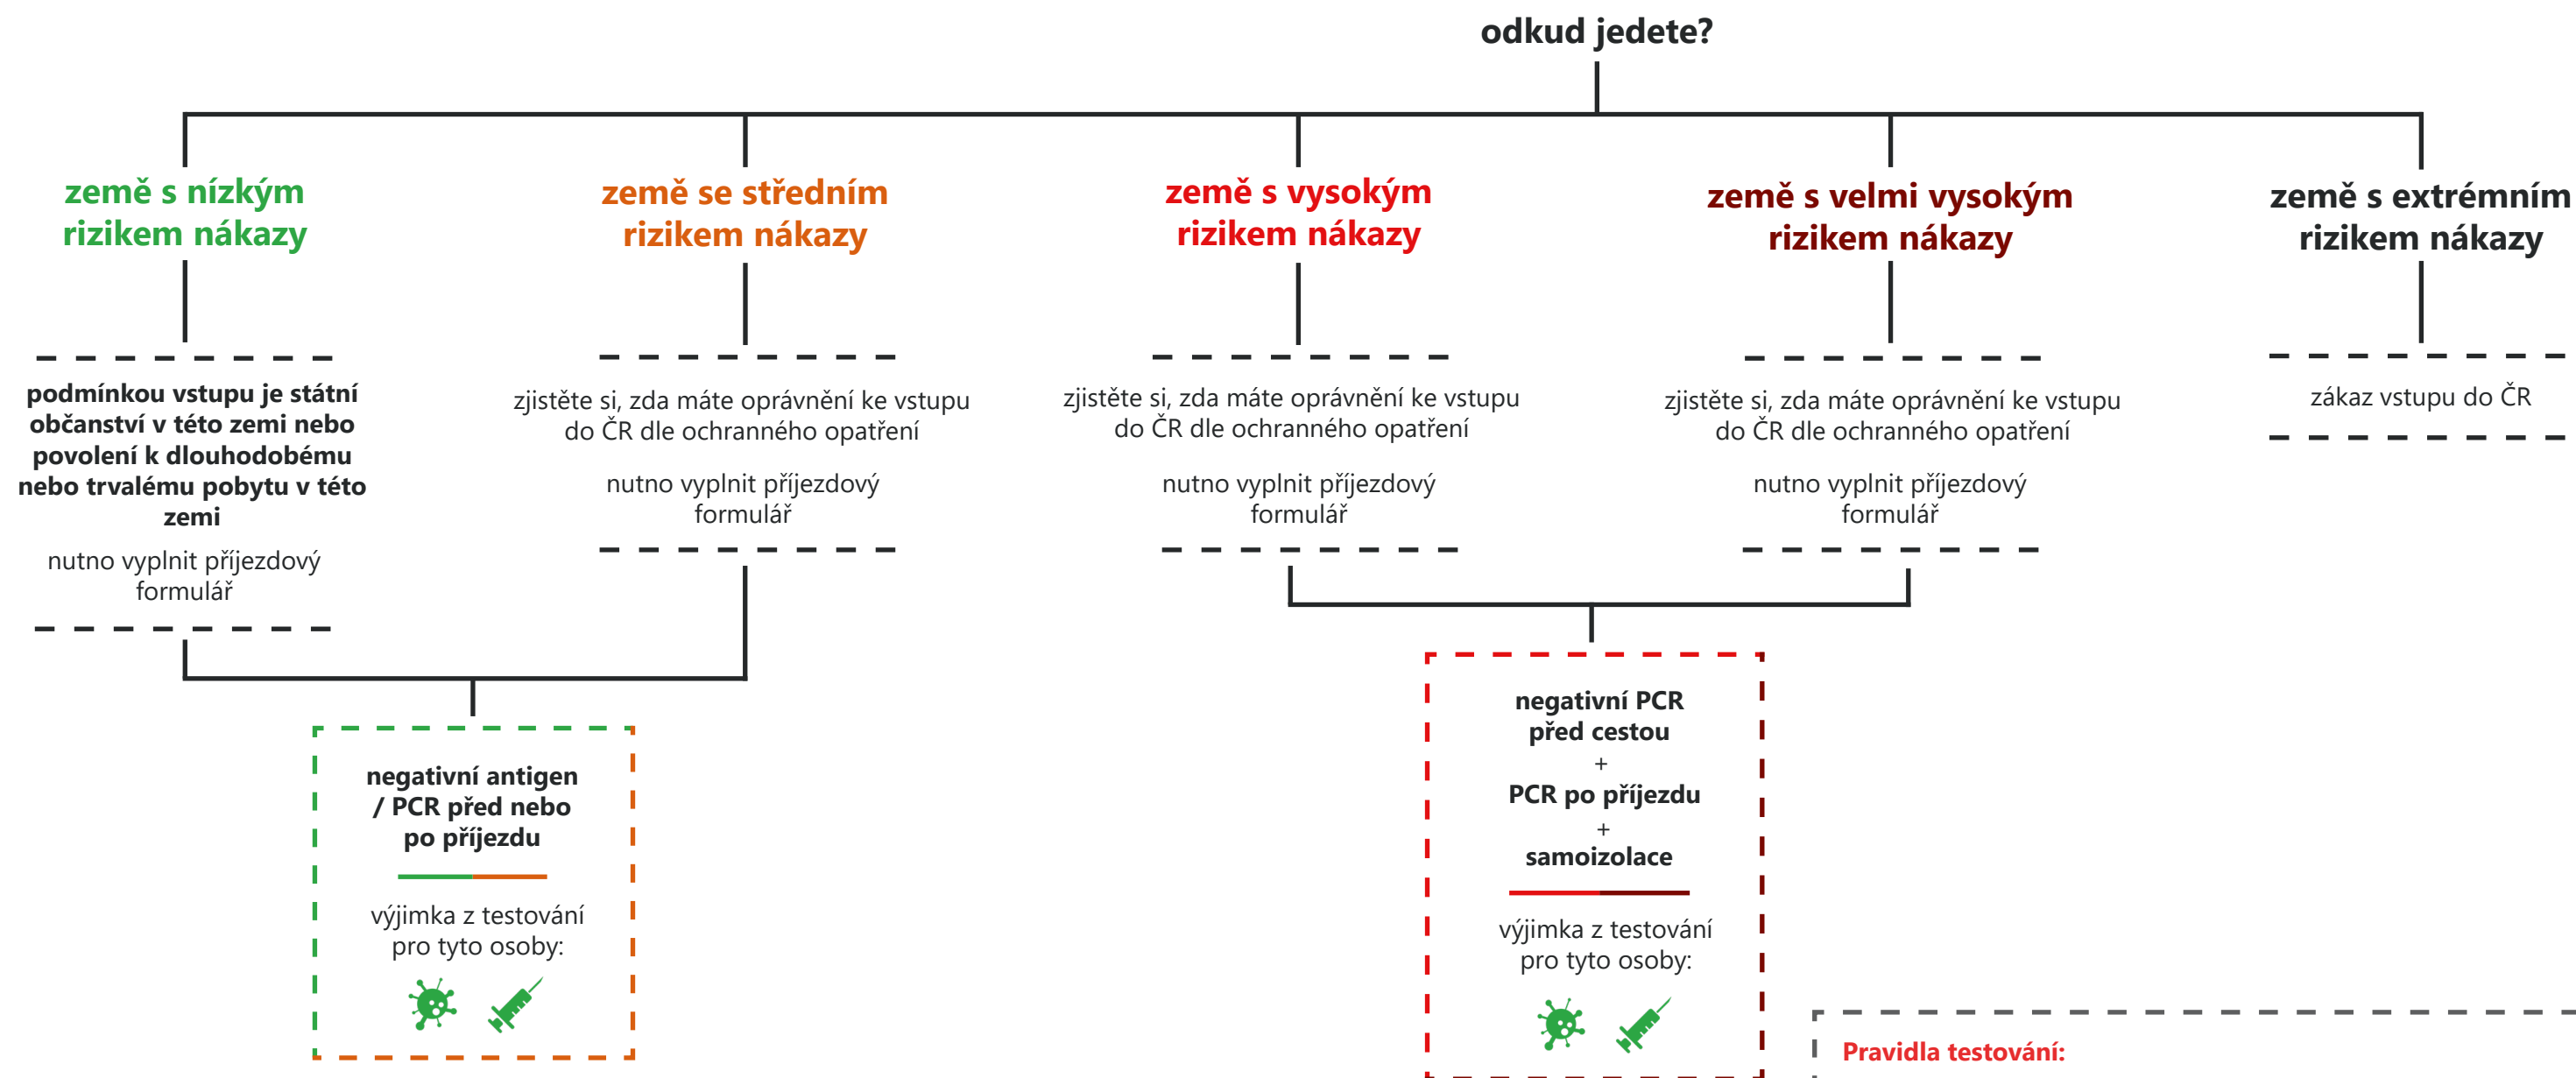 odkud jedete?
země s nízkým
rizikem nákazy
podmínkou vstupu je státní
občanství v této zemi nebo
povolení k dlouhodobému
nebo trvalému pobytu v této
zemi
nutno vyplnit příjezdový
formulář
země se středním
rizikem nákazy
zjistěte si, zda máte oprávnění ke vstupu
do ČR dle ochranného opatření
nutno vyplnit příjezdový
formulář
negativní antigen
/ PCR před nebo
po příjezdu
výjimka z testování
pro tyto osoby:
země s vysokým
rizikem nákazy
zjistěte si, zda máte oprávnění ke vstupu
do ČR dle ochranného opatření
nutno vyplnit příjezdový
formulář
země s velmi vysokým
rizikem nákazy
zjistěte si, zda máte oprávnění ke vstupu
do ČR dle ochranného opatření
nutno vyplnit příjezdový
formulář
negativní PCR
před cestou
+
PCR po příjezdu
+
samoizolace
výjimka z testování
pro tyto osoby:
země s extrémním
rizikem nákazy
zákaz vstupu do ČR
Pravidla testování: